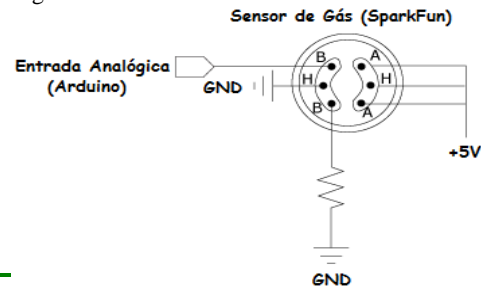 Sensor de Gás (SparkFun)
B A
Entrada Analógica
(Arduino)
GND
H H
B A
+5V
GND